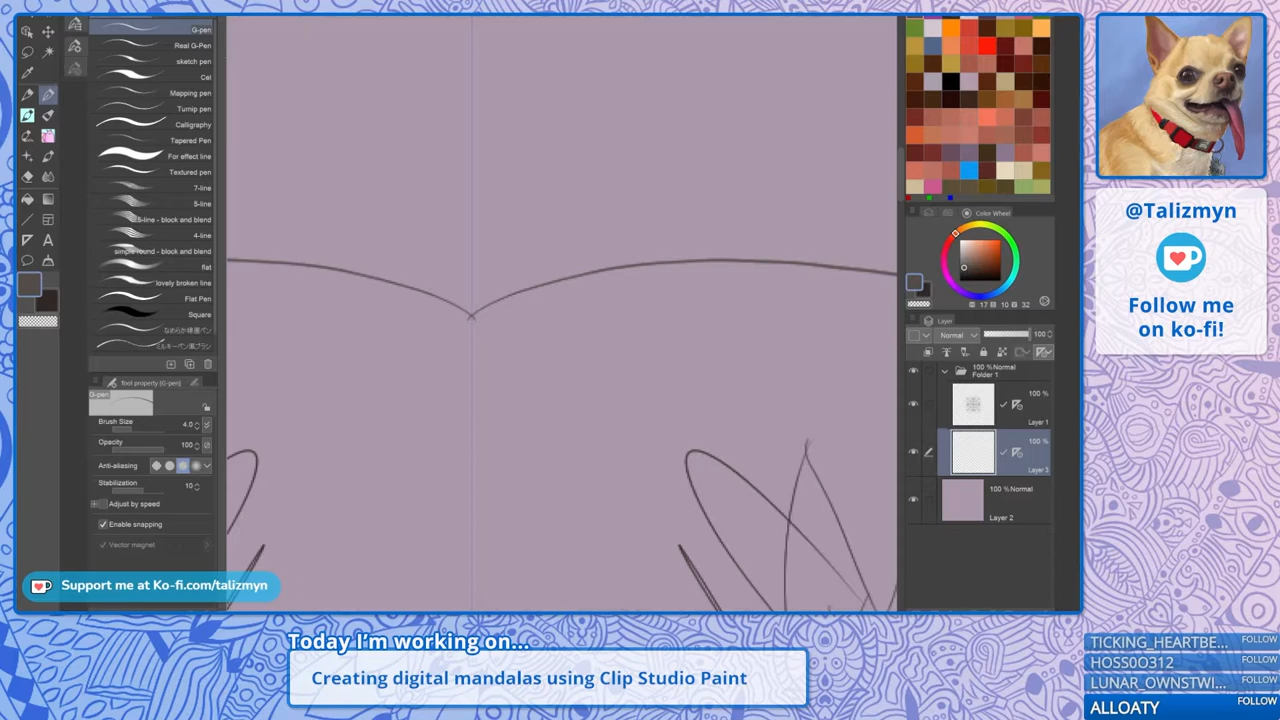 G-pen
Real G-Pen
sketch pen
Cel
Mapping pen
Turnip pen
Calligraphy
Tapered Pen
For effect line
Textured pen
7-line
5-line
5-line - block and blend
4-line
simple round - block and blend
flat
lovely broken line
Flat Pen
Square
Tool property [G-pen]
G-pen
Brush Size 4.0
Opacity 100
Anti-aliasing
Stabilization 10
Adjust by speed
Enable snapping
Vector magnet
Support me at Ko-fi.com/talizmyn
Color Wheel
H 17 S 10 V 32
Layer
Normal 100
100 % Normal
Folder 1
100 %
Layer 1
100 %
Layer 3
100 % Normal
Layer 2
@Talizmyn
Follow me
on ko-fi!
Today I'm working on...
Creating digital mandalas using Clip Studio Paint
TICKING_HEARTBE... FOLLOW
HOSS0O312 FOLLOW
LUNAR_OWNSTWI... FOLLOW
ALLOATY FOLLOW